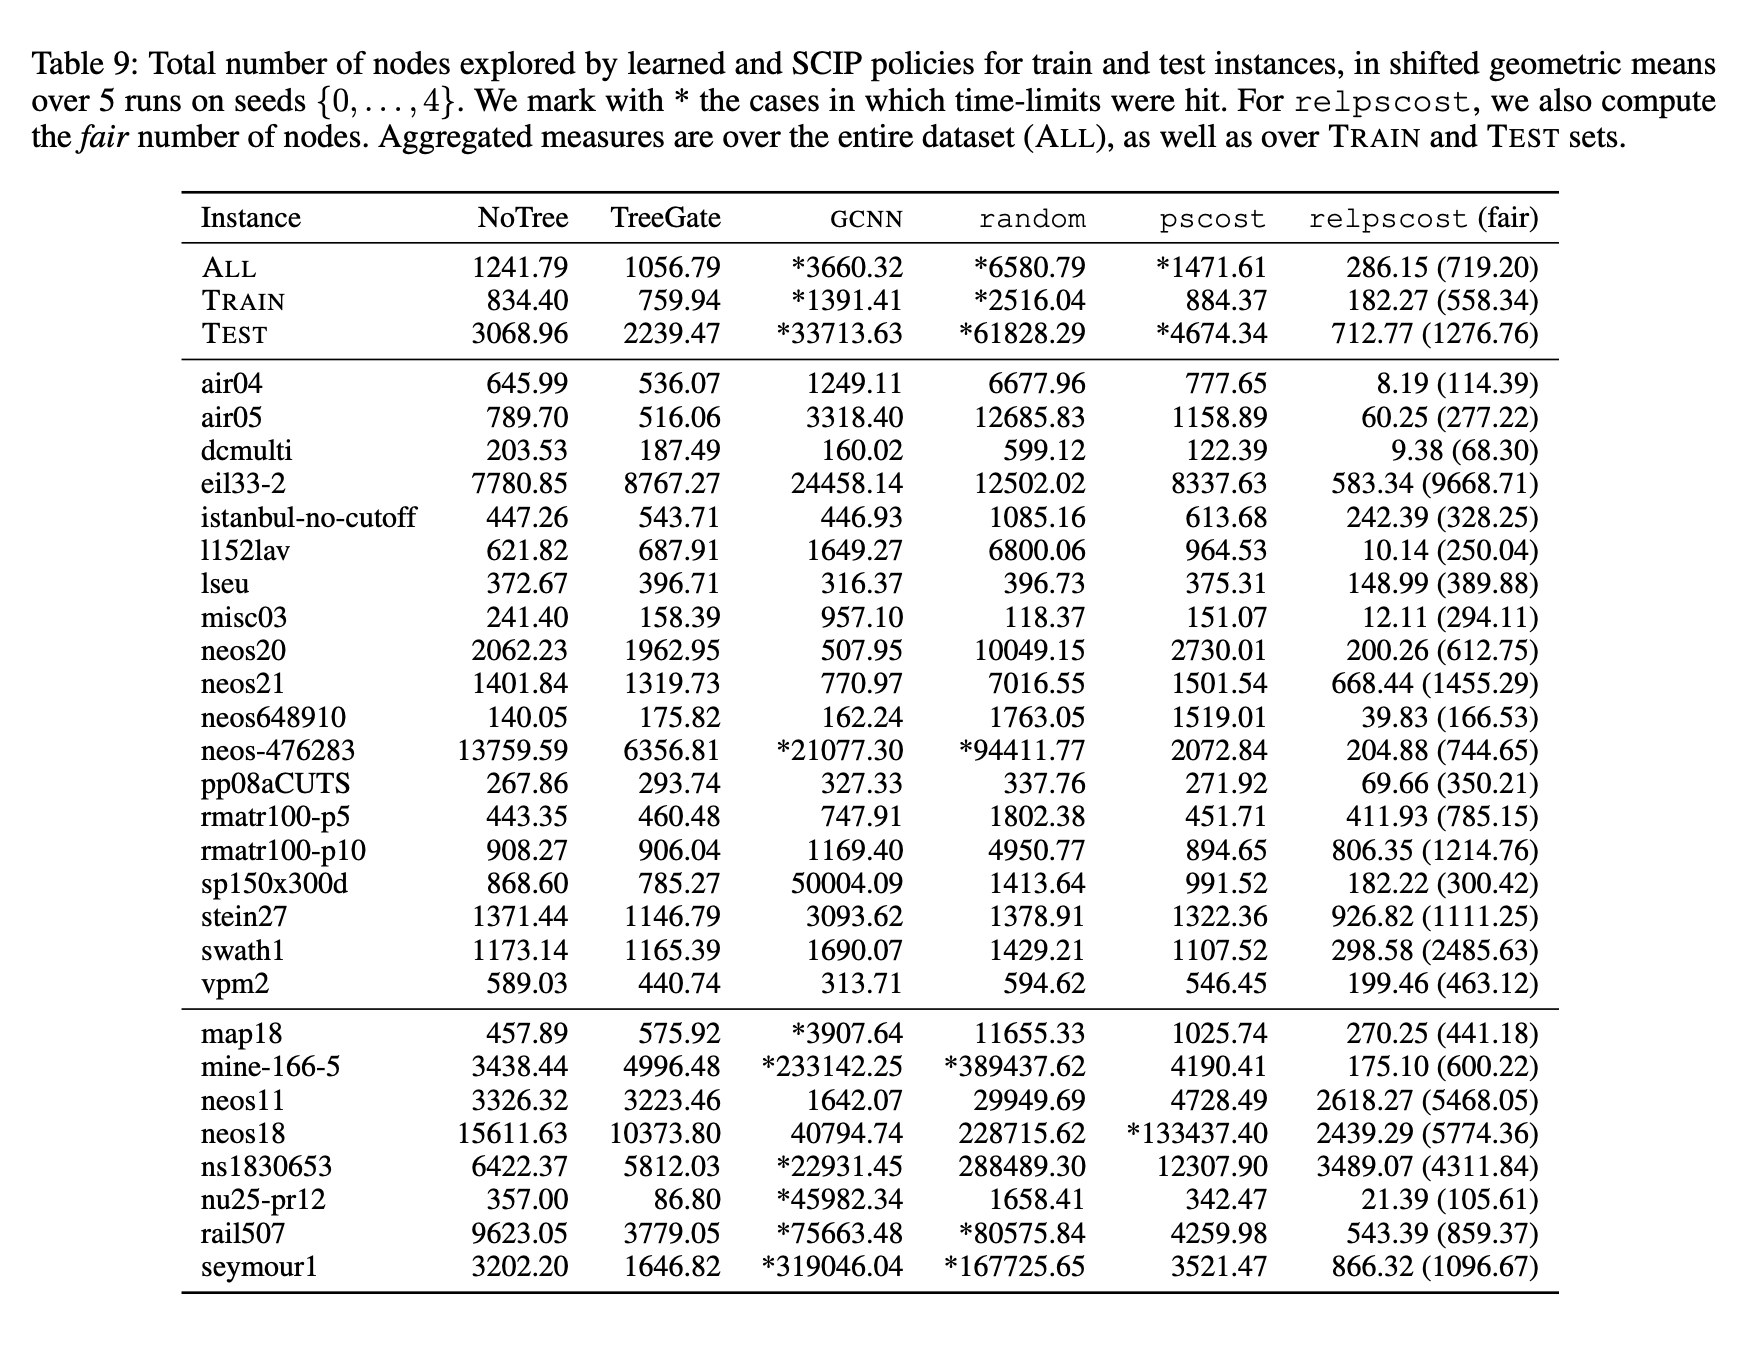 Table 9: Total number of nodes explored by learned and SCIP policies for train and test instances, in shifted geometric means
over 5 runs on seeds {0, . . . , 4}. We mark with * the cases in which time-limits were hit. For relpscost, we also compute
the fair number of nodes. Aggregated measures are over the entire dataset (ALL), as well as over TRAIN and TEST sets.
Instance NoTree TreeGate GCNN random pscost relpscost (fair)
ALL 1241.79 1056.79 *3660.32 *6580.79 *1471.61 286.15 (719.20)
TRAIN 834.40 759.94 *1391.41 *2516.04 884.37 182.27 (558.34)
TEST 3068.96 2239.47 *33713.63 *61828.29 *4674.34 712.77 (1276.76)
air04 645.99 536.07 1249.11 6677.96 777.65 8.19 (114.39)
air05 789.70 516.06 3318.40 12685.83 1158.89 60.25 (277.22)
dcmulti 203.53 187.49 160.02 599.12 122.39 9.38 (68.30)
eil33-2 7780.85 8767.27 24458.14 12502.02 8337.63 583.34 (9668.71)
istanbul-no-cutoff 447.26 543.71 446.93 1085.16 613.68 242.39 (328.25)
l152lav 621.82 687.91 1649.27 6800.06 964.53 10.14 (250.04)
lseu 372.67 396.71 316.37 396.73 375.31 148.99 (389.88)
misc03 241.40 158.39 957.10 118.37 151.07 12.11 (294.11)
neos20 2062.23 1962.95 507.95 10049.15 2730.01 200.26 (612.75)
neos21 1401.84 1319.73 770.97 7016.55 1501.54 668.44 (1455.29)
neos648910 140.05 175.82 162.24 1763.05 1519.01 39.83 (166.53)
neos-476283 13759.59 6356.81 *21077.30 *94411.77 2072.84 204.88 (744.65)
pp08aCUTS 267.86 293.74 327.33 337.76 271.92 69.66 (350.21)
rmatr100-p5 443.35 460.48 747.91 1802.38 451.71 411.93 (785.15)
rmatr100-p10 908.27 906.04 1169.40 4950.77 894.65 806.35 (1214.76)
sp150x300d 868.60 785.27 50004.09 1413.64 991.52 182.22 (300.42)
stein27 1371.44 1146.79 3093.62 1378.91 1322.36 926.82 (1111.25)
swath1 1173.14 1165.39 1690.07 1429.21 1107.52 298.58 (2485.63)
vpm2 589.03 440.74 313.71 594.62 546.45 199.46 (463.12)
map18 457.89 575.92 *3907.64 11655.33 1025.74 270.25 (441.18)
mine-166-5 3438.44 4996.48 *233142.25 *389437.62 4190.41 175.10 (600.22)
neos11 3326.32 3223.46 1642.07 29949.69 4728.49 2618.27 (5468.05)
neos18 15611.63 10373.80 40794.74 228715.62 *133437.40 2439.29 (5774.36)
ns1830653 6422.37 5812.03 *22931.45 288489.30 12307.90 3489.07 (4311.84)
nu25-pr12 357.00 86.80 *45982.34 1658.41 342.47 21.39 (105.61)
rail507 9623.05 3779.05 *75663.48 *80575.84 4259.98 543.39 (859.37)
seymour1 3202.20 1646.82 *319046.04 *167725.65 3521.47 866.32 (1096.67)